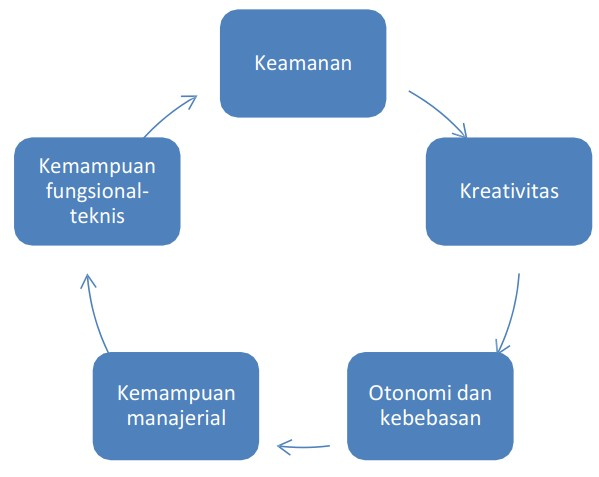 Keamanan
Kreativitas
Otonomi dan
kebebasan
Kemampuan
manajerial
Kemampuan
fungsional-
teknis